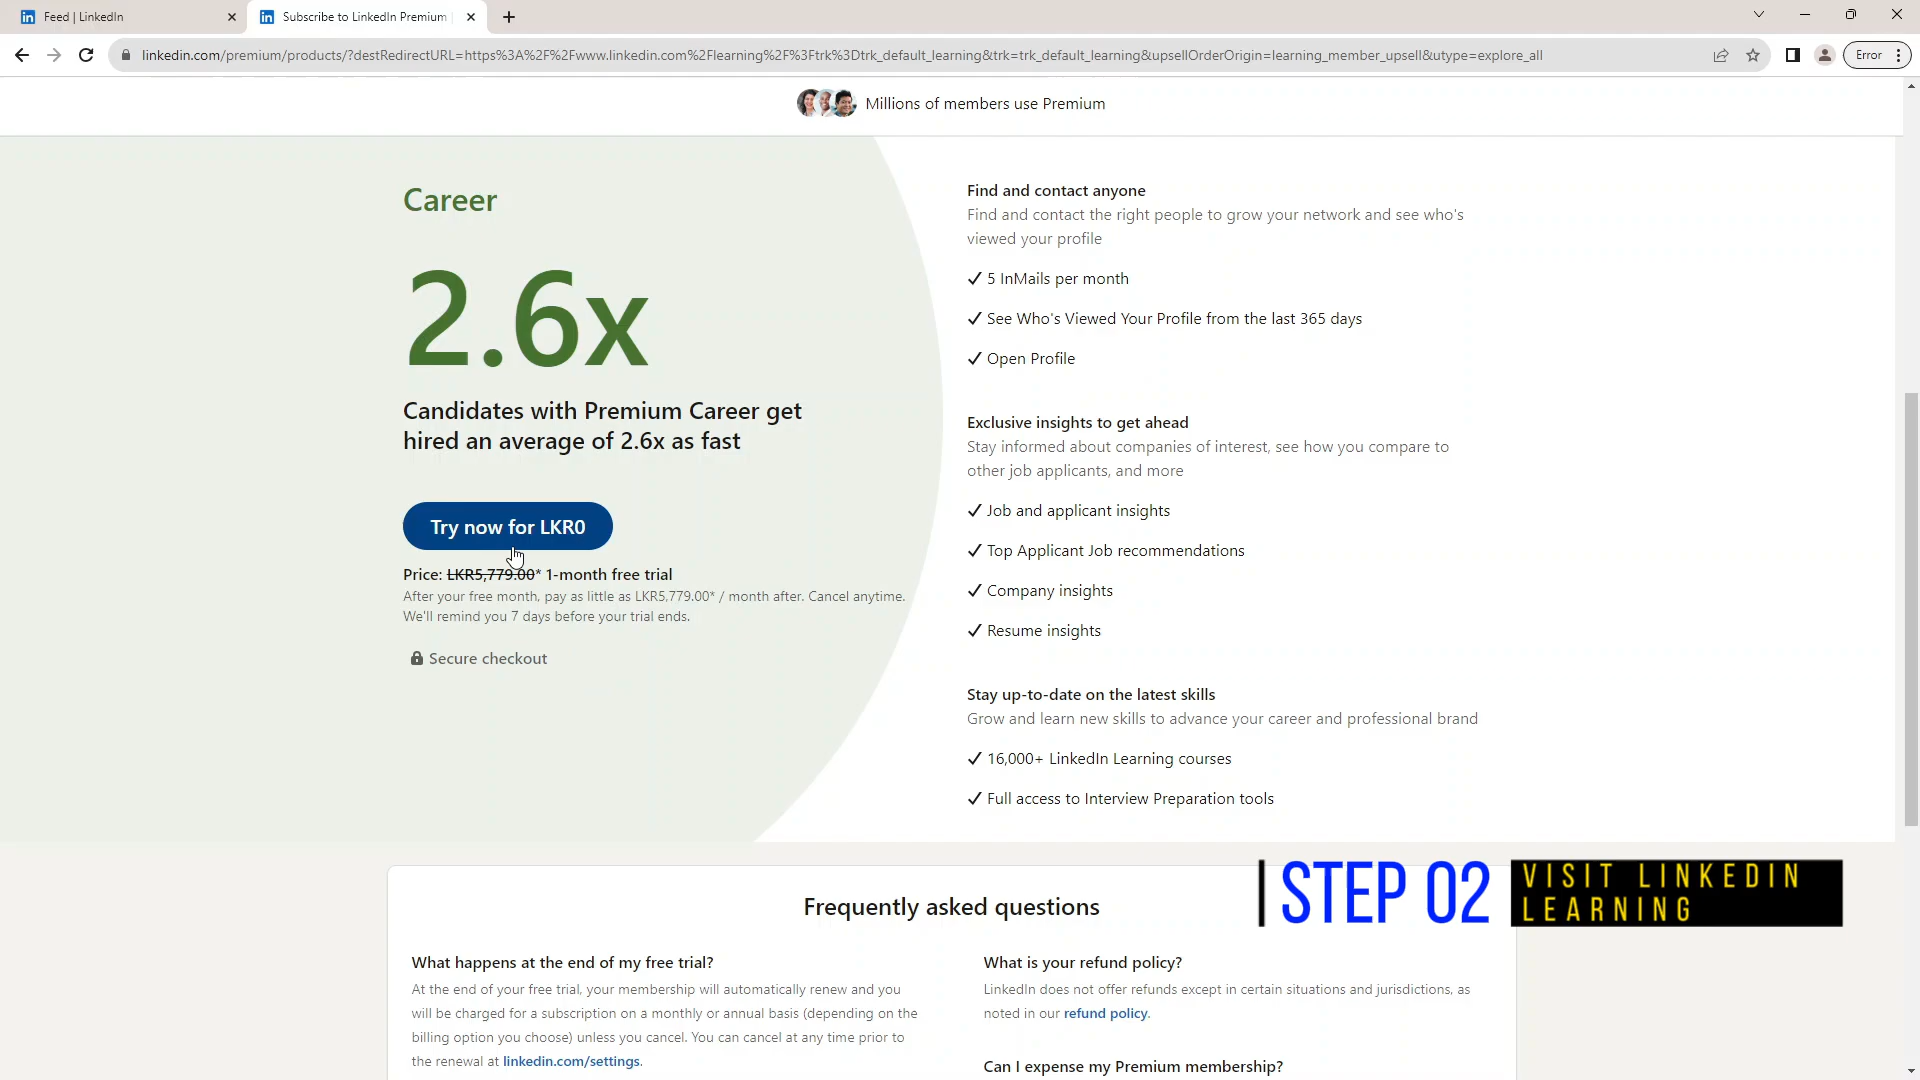 Feed | LinkedIn
Subscribe to LinkedIn Premium
linkedin.com/premium/products/?destRedirectURL=https%3A%2F%2Fwww.linkedin.com%2Flearning%2F%3Ftrk%3Dtrk_default_learning&trk=trk_default_learning&upsellOrderOrigin=learning_member_upsell&utype=explore_all
Error
Millions of members use Premium
Career
2.6x
Candidates with Premium Career get
hired an average of 2.6x as fast
Try now for LKR0
Price: LKR5,779.00* 1-month free trial
After your free month, pay as little as LKR5,779.00* / month after. Cancel anytime.
We'll remind you 7 days before your trial ends.
Secure checkout
Find and contact anyone
Find and contact the right people to grow your network and see who's
viewed your profile
✓ 5 InMails per month
✓ See Who's Viewed Your Profile from the last 365 days
✓ Open Profile
Exclusive insights to get ahead
Stay informed about companies of interest, see how you compare to
other job applicants, and more
✓ Job and applicant insights
✓ Top Applicant Job recommendations
✓ Company insights
✓ Resume insights
Stay up-to-date on the latest skills
Grow and learn new skills to advance your career and professional brand
✓ 16,000+ LinkedIn Learning courses
✓ Full access to Interview Preparation tools
STEP 02
VISIT LINKEDIN
LEARNING
Frequently asked questions
What happens at the end of my free trial?
At the end of your free trial, your membership will automatically renew and you
will be charged for a subscription on a monthly or annual basis (depending on the
billing option you choose) unless you cancel. You can cancel at any time prior to
the renewal at linkedin.com/settings.
What is your refund policy?
LinkedIn does not offer refunds except in certain situations and jurisdictions, as
noted in our refund policy.
Can I expense my Premium membership?